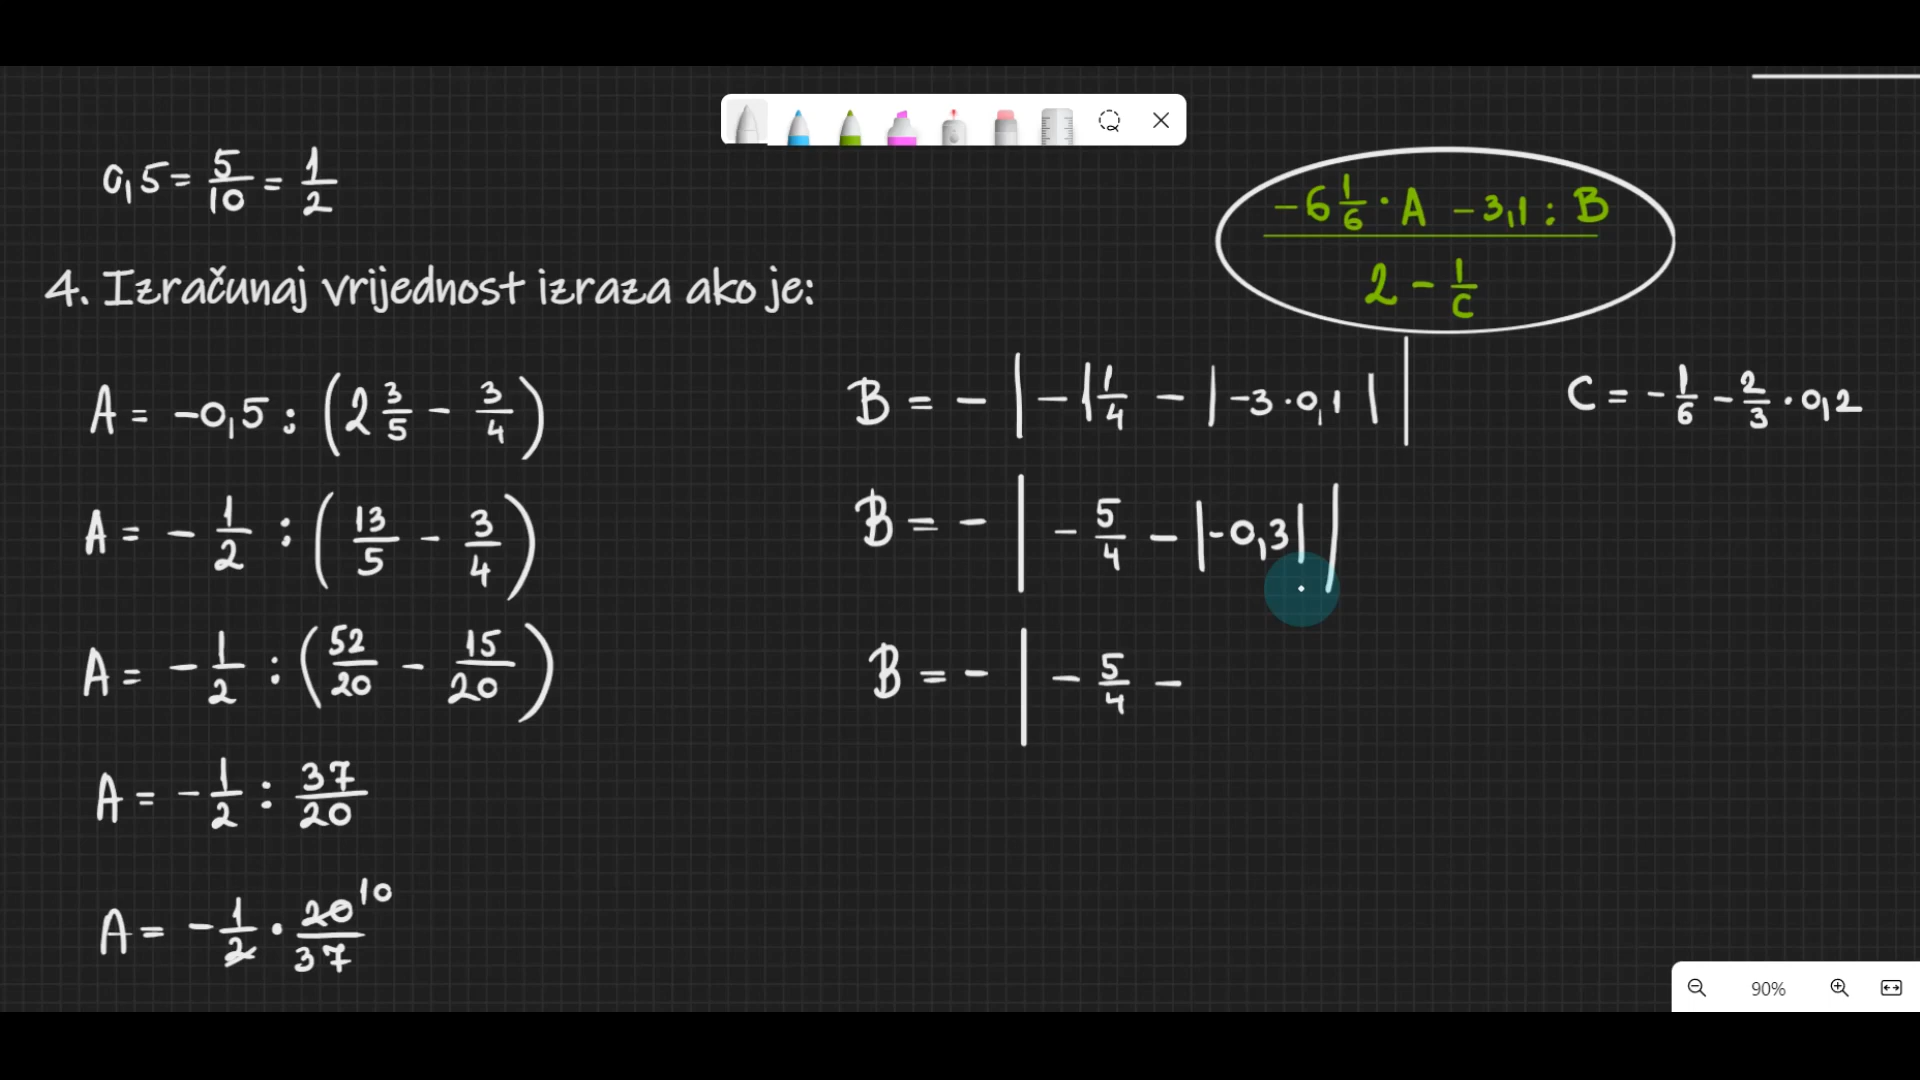 0,5 = 5/10 = 1/2
-6 1/6 · A - 3,1 : B
2 - 1/C
4. Izračunaj vrijednost izraza ako je:
A = -0,5 : (2 3/5 - 3/4)
B = - | -1 1/4 - |-3·0,1| |
C = -1/6 - 2/3 · 0,2
A = - 1/2 : (13/5 - 3/4)
B = - | - 5/4 - |-0,3| |
A = - 1/2 : (52/20 - 15/20)
B = - | - 5/4 -
A = - 1/2 : 37/20
A = - 1/2 · 20/37 10
90%